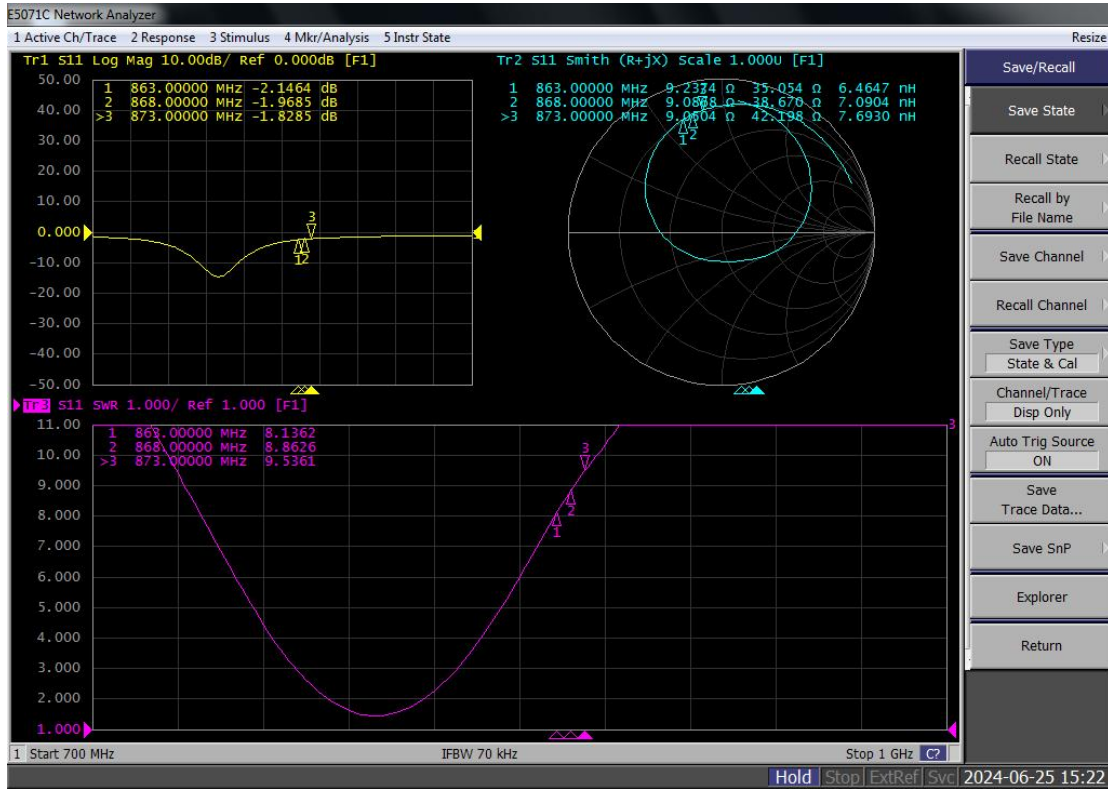 E5071C Network Analyzer
1 Active Ch/Trace 2 Response 3 Stimulus 4 Mkr/Analysis 5 Instr State
Resize
Tr1 S11 Log Mag 10.00dB/ Ref 0.000dB [F1]
50.00
40.00
30.00
20.00
10.00
0.000
-10.00
-20.00
-30.00
-40.00
-50.00
1 863.00000 MHz -2.1464 dB
2 868.00000 MHz -1.9685 dB
>3 873.00000 MHz -1.8285 dB
3
1
2
Tr2 S11 Smith (R+jX) Scale 1.000U [F1]
1 863.00000 MHz 9.2374 Ω 35.054 Ω 6.4647 nH
2 868.00000 MHz 38.670 Ω 7.0904 nH
>3 873.00000 MHz 9.0604 Ω 42.198 Ω 7.6930 nH
1
2
Tr3 S11 SWR 1.000/ Ref 1.000 [F1]
11.00
10.00
9.000
8.000
7.000
6.000
5.000
4.000
3.000
2.000
1.000
1 863.00000 MHz 8.1362
2 868.00000 MHz 8.8626
>3 873.00000 MHz 9.5361
3
3
2
1
1 Start 700 MHz
IFBW 70 kHz
Stop 1 GHz C?
Save/Recall
Save State
Recall State
Recall by
File Name
Save Channel
Recall Channel
Save Type
State & Cal
Channel/Trace
Disp Only
Auto Trig Source
ON
Save
Trace Data...
Save SnP
Explorer
Return
Hold Stop ExtRef Svc 2024-06-25 15:22